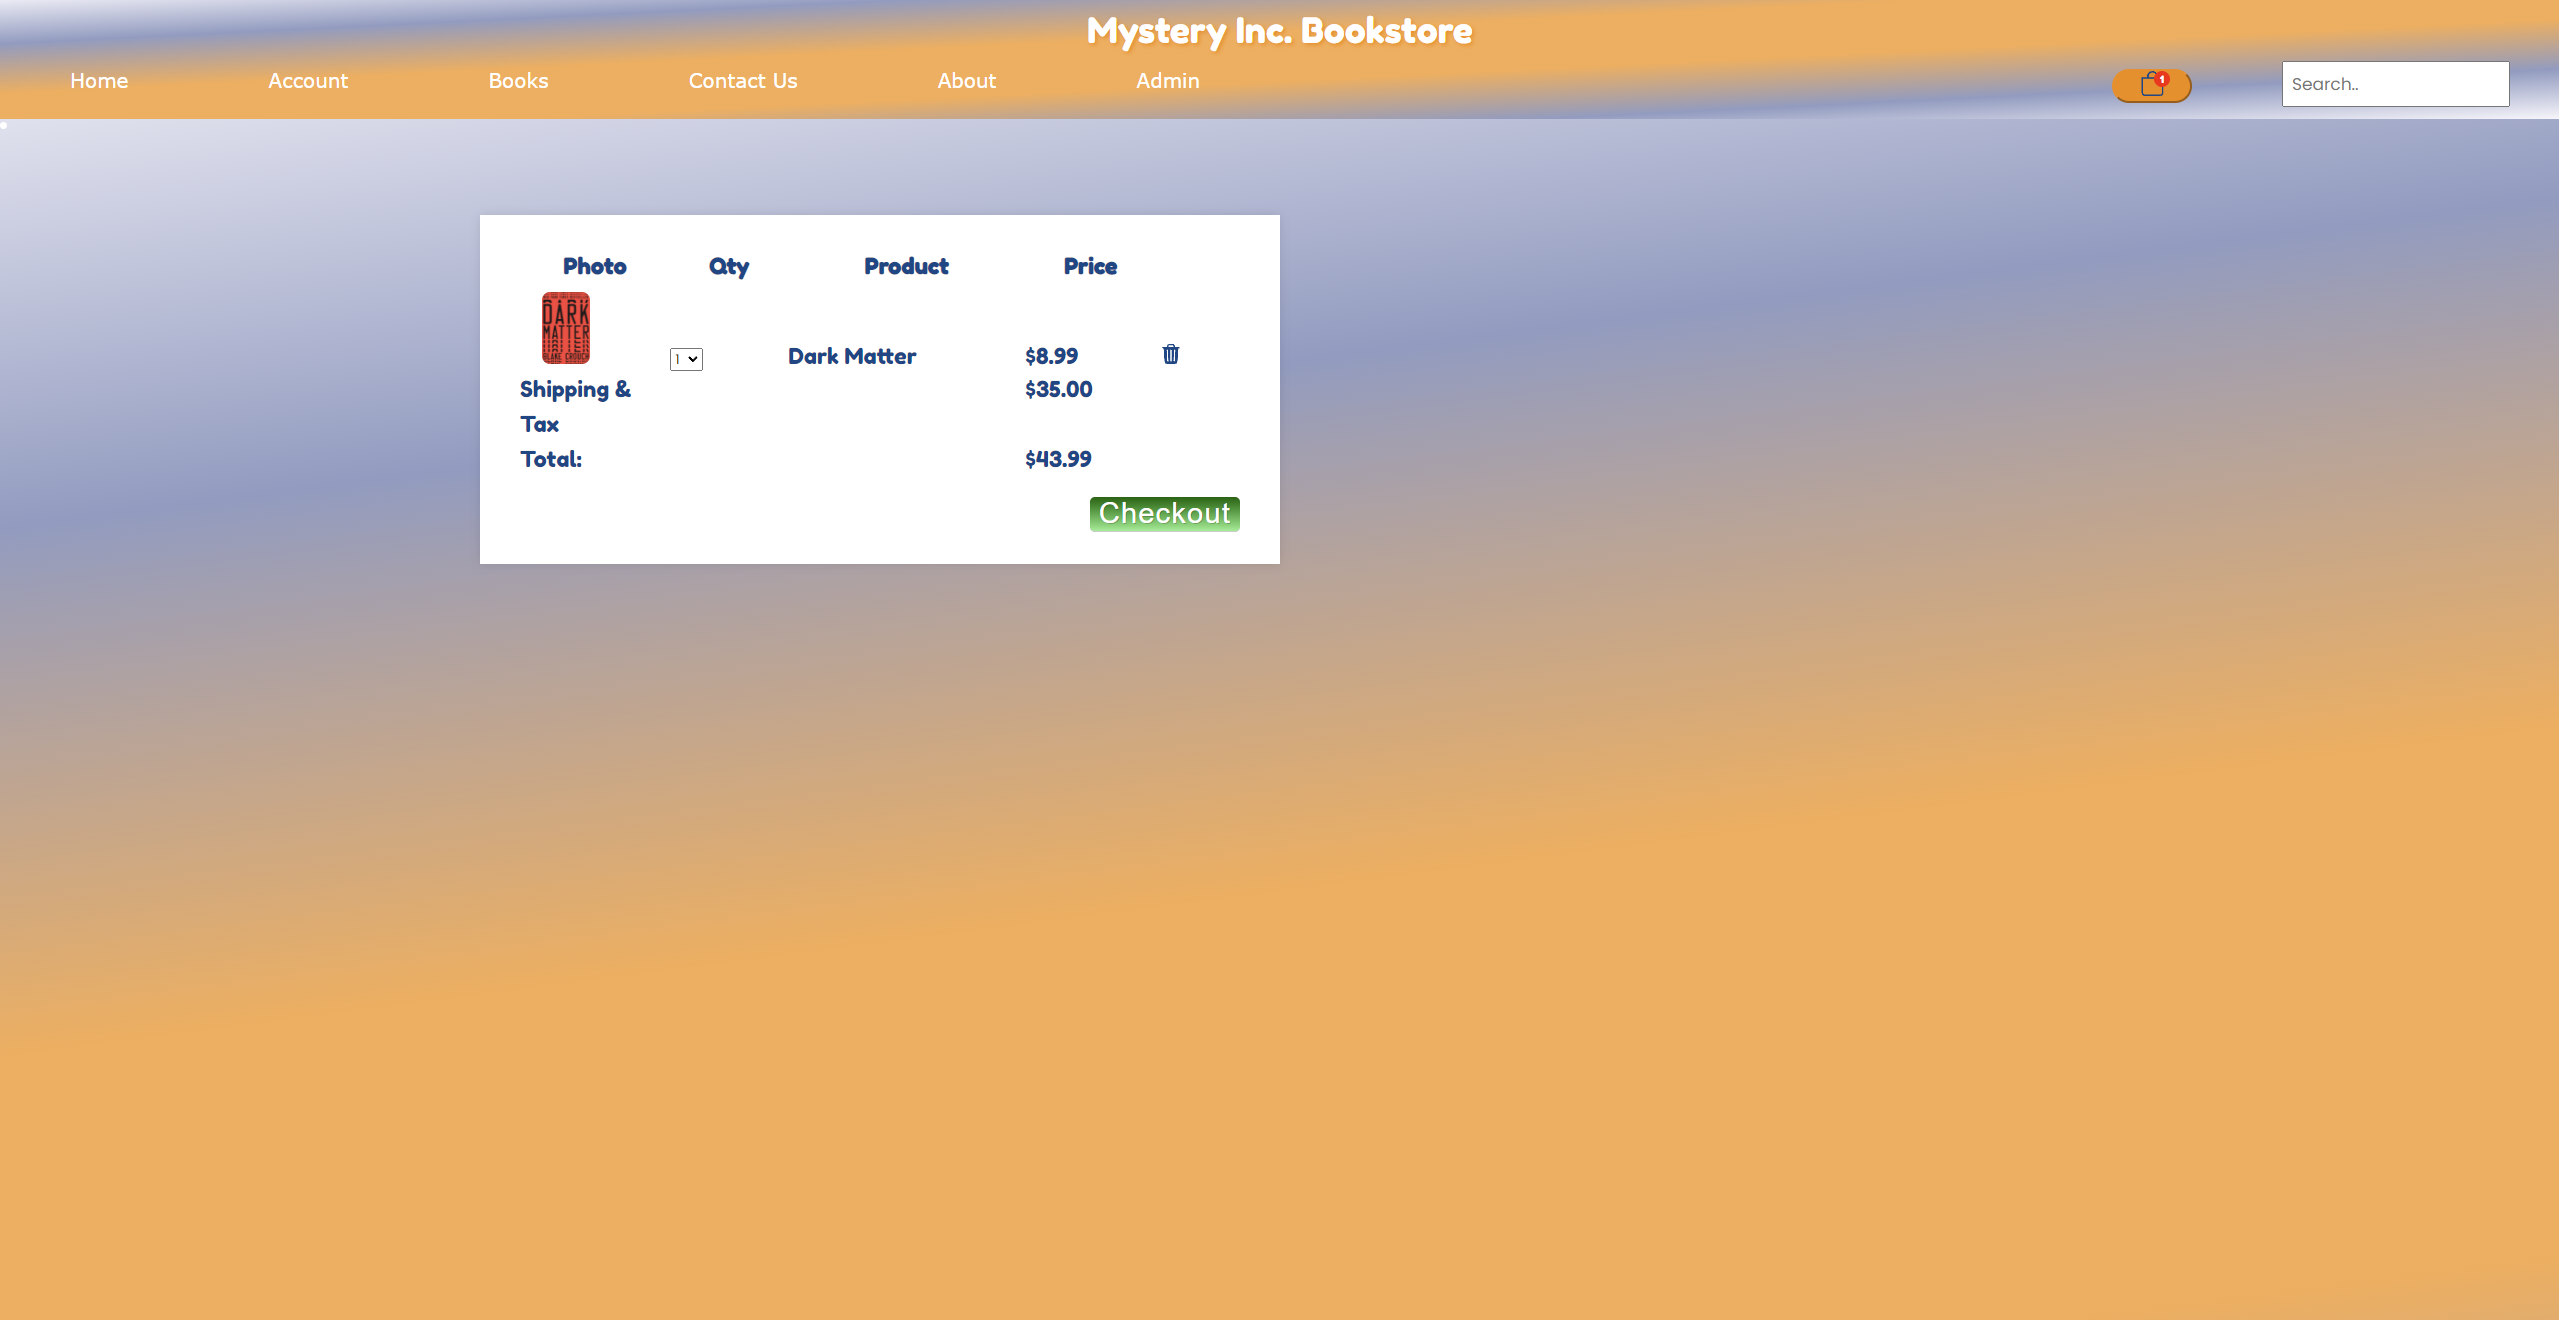 Mystery Inc. Bookstore
Home Account Books Contact Us About Admin 1 Search..
Photo Qty Product Price
DARK
MATTER
BLAKE CROUCH
1 Dark Matter $8.99
Shipping & $35.00
Tax
Total: $43.99
Checkout